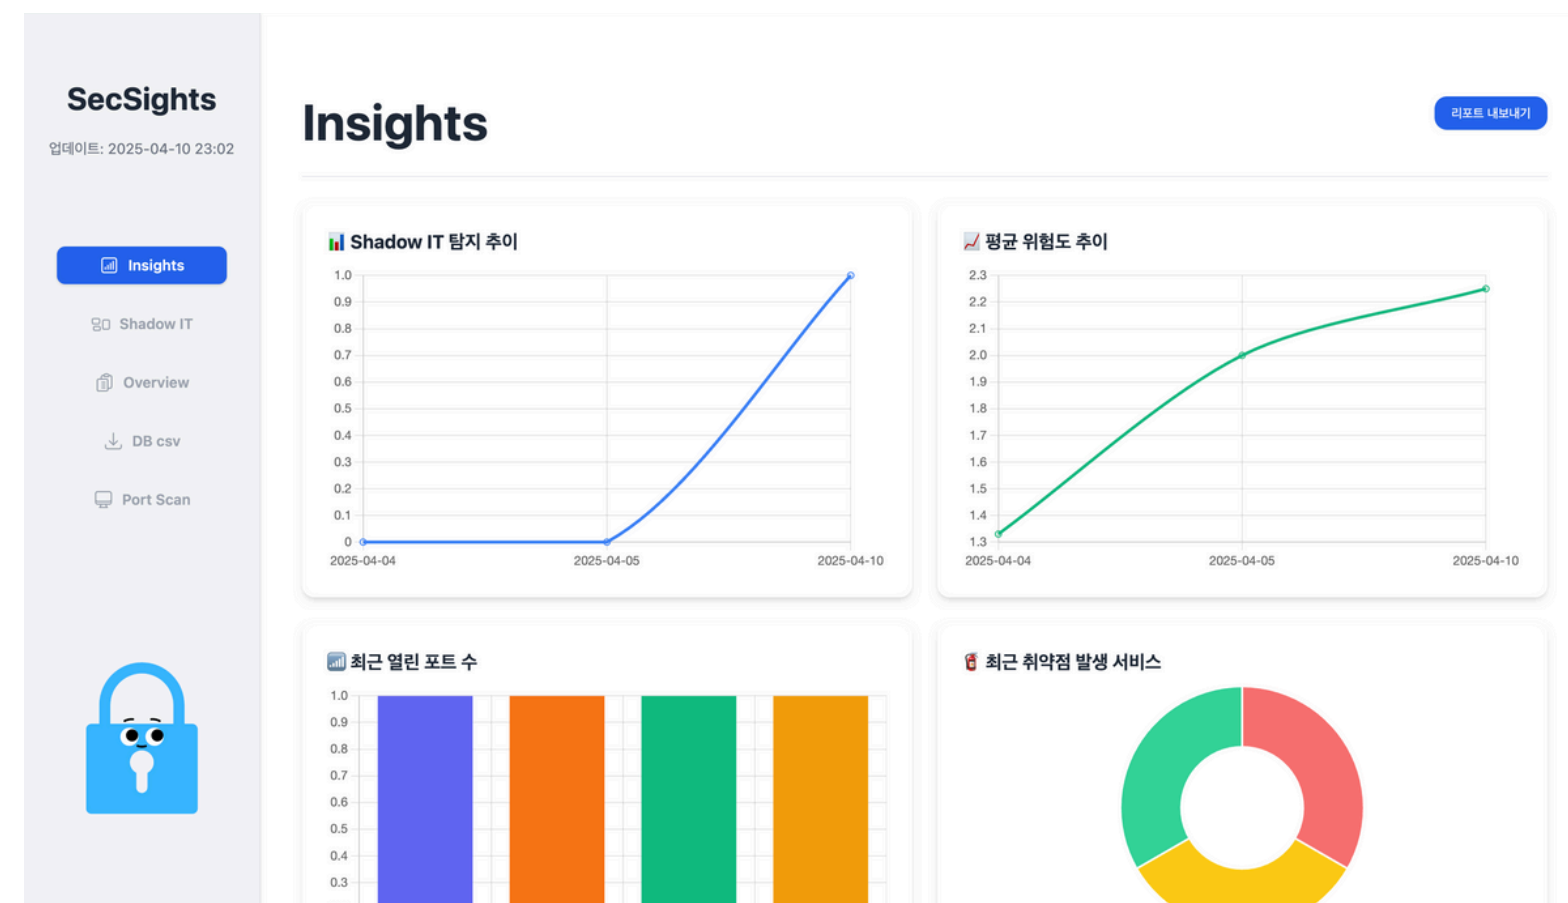 SecSights
업데이트: 2025-04-10 23:02
Insights
Shadow IT
Overview
DB csv
Port Scan
Insights
리포트 내보내기
Shadow IT 탐지 추이
1.0
0.9
0.8
0.7
0.6
0.5
0.4
0.3
0.2
0.1
0
2025-04-04 2025-04-05 2025-04-10
평균 위험도 추이
2.3
2.2
2.1
2.0
1.9
1.8
1.7
1.6
1.5
1.4
1.3
2025-04-04 2025-04-05 2025-04-10
최근 열린 포트 수
1.0
0.9
0.8
0.7
0.6
0.5
0.4
0.3
최근 취약점 발생 서비스